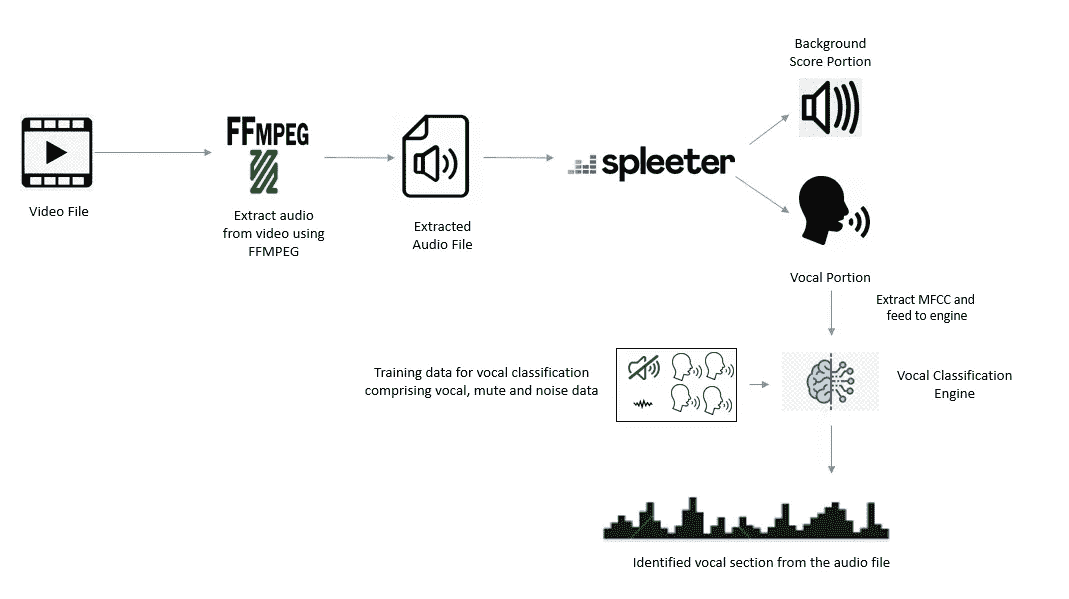 Background
Score Portion
FFMPEG
spleeter
Video File
Extract audio
from video using
FFMPEG
Extracted
Audio File
Vocal Portion
Extract MFCC and
feed to engine
Training data for vocal classification
comprising vocal, mute and noise data
Vocal Classification
Engine
Identified vocal section from the audio file